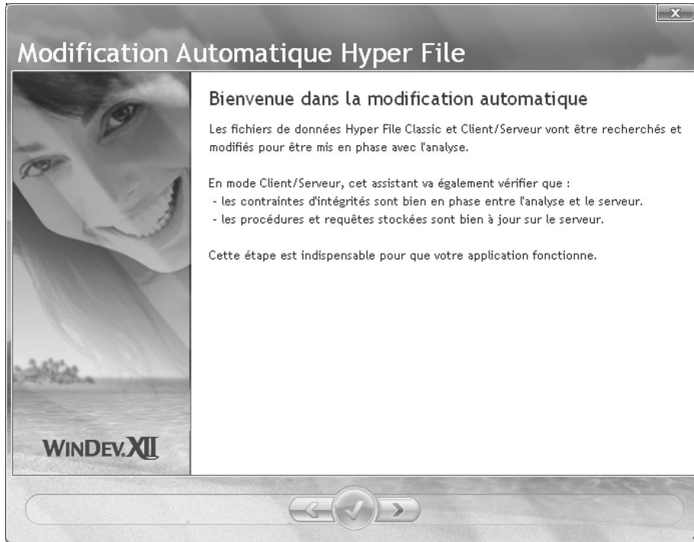 Modification Automatique Hyper File
Bienvenue dans la modification automatique
Les fichiers de données Hyper File Classic et Client/Serveur vont être recherchés et
modifiés pour être mis en phase avec l'analyse.
En mode Client/Serveur, cet assistant va également vérifier que :
- les contraintes d'intégrités sont bien en phase entre l'analyse et le serveur.
- les procédures et requêtes stockées sont bien à jour sur le serveur.
Cette étape est indispensable pour que votre application fonctionne.
WINDEV.XII